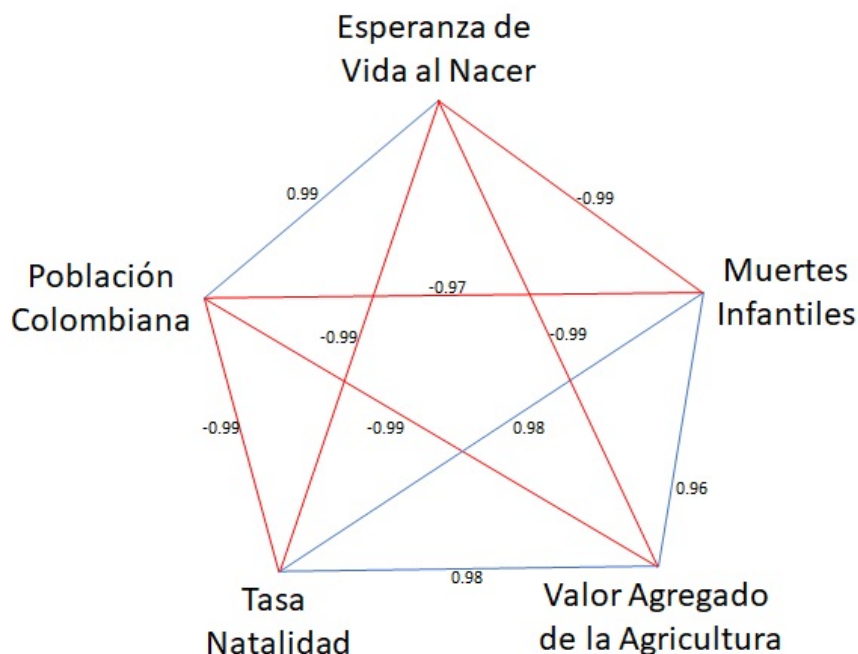 Esperanza de
Vida al Nacer
0.99
-0.99
Población
Colombiana
-0.97
Muertes
Infantiles
-0.99
-0.99
-0.99
-0.99
0.98
0.96
0.98
Tasa
Natalidad
Valor Agregado
de la Agricultura